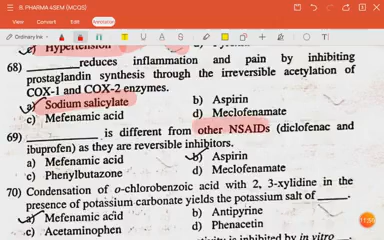 B. PHARMA 4SEM (MCQS)
View Convert Edit Annotate
Ordinary line
Hypertension
68) ________reduces inflammation and pain by inhibiting
prostaglandin synthesis through the irreversible acetylation of
COX-1 and COX-2 enzymes.
a) Sodium salicylate b) Aspirin
c) Mefenamic acid d) Meclofenamate
69) ________ is different from other NSAIDs (diclofenac and
ibuprofen) as they are reversible inhibitors.
a) Mefenamic acid b) Aspirin
c) Phenylbutazone d) Meclofenamate
70) Condensation of o-chlorobenzoic acid with 2, 3-xylidine in the
presence of potassium carbonate yields the potassium salt of ____.
a) Mefenamic acid b) Antipyrine
c) Acetaminophen d) Phenacetin
activity is inhibited by in vitro